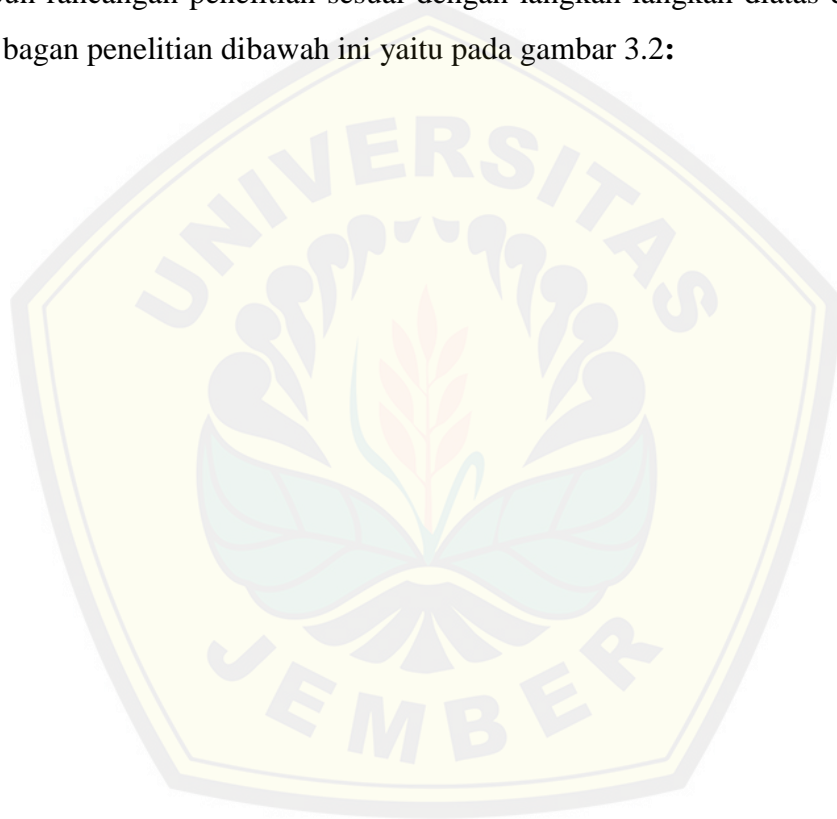 rancangan penelitian sesuai dengan langkah-langkah diatas
bagan penelitian dibawah ini yaitu pada gambar 3.2:
UNIVERSITAS
JEMBER